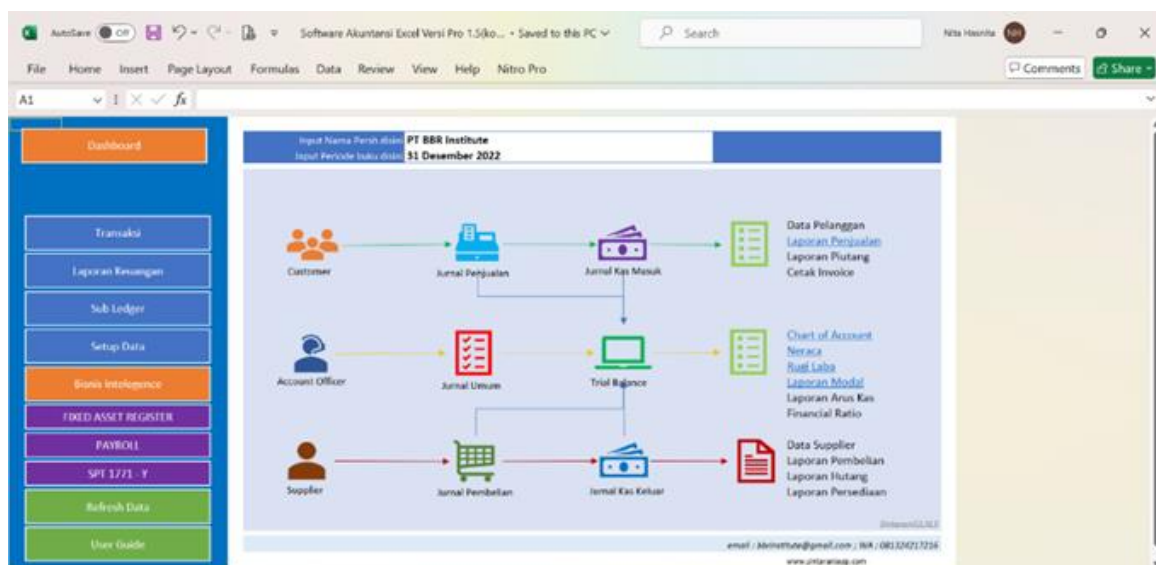 AutoSave Off Software Akuntansi Excel Versi Pro 1.5(ko... • Saved to this PC Search Nita Hasnita NH
File Home Insert Page Layout Formulas Data Review View Help Nitro Pro Comments Share
A1 fx
Dashboard
Transaksi
Laporan Keuangan
Sub Ledger
Setup Data
Bisnis Intelegence
FIXED ASSET REGISTER
PAYROLL
SPT 1771 - Y
Refresh Data
User Guide
Input Nama Persh disini PT BBR Institute
Input Periode buku disini 31 Desember 2022
Customer
Jurnal Penjualan
Jurnal Kas Masuk
Data Pelanggan
Laporan Penjualan
Laporan Piutang
Cetak Invoice
Account Officer
Jurnal Umum
Trial Balance
Chart of Account
Neraca
Rugi Laba
Laporan Modal
Laporan Arus Kas
Financial Ratio
Supplier
Jurnal Pembelian
Jurnal Kas Keluar
Data Supplier
Laporan Pembelian
Laporan Hutang
Laporan Persediaan
email : bbrinstitute@gmail.com ; WA : 081324217216